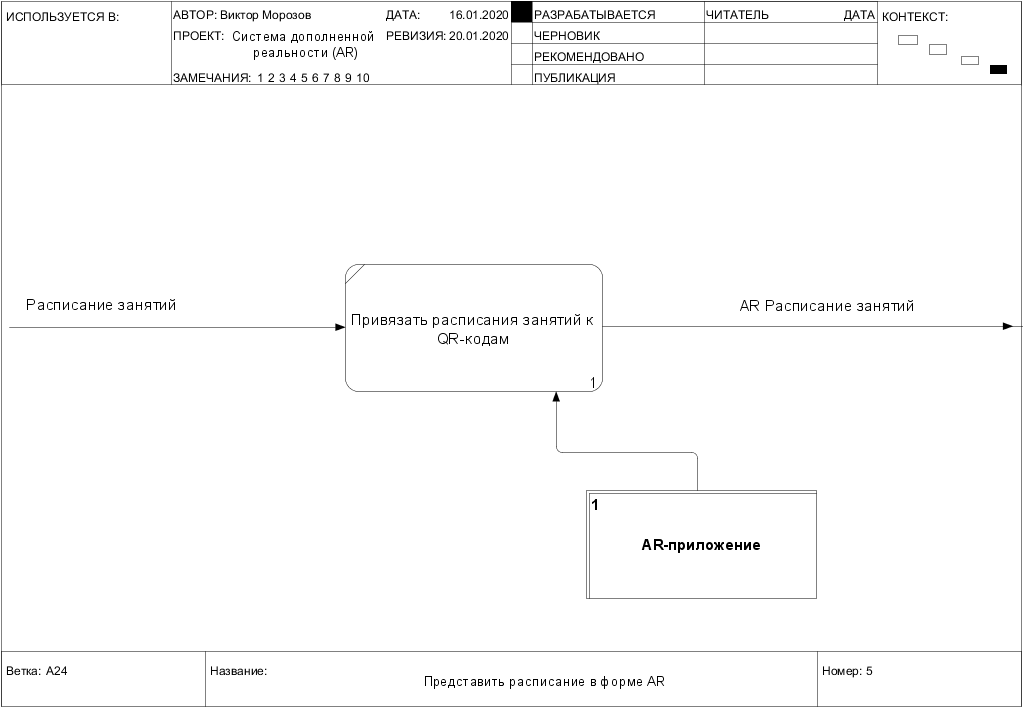 ИСПОЛЬЗУЕТСЯ В:
АВТОР: Виктор Морозов
ДАТА: 16.01.2020
ПРОЕКТ: Система дополненной
реальности (AR)
РЕВИЗИЯ: 20.01.2020
ЗАМЕЧАНИЯ: 1 2 3 4 5 6 7 8 9 10
РАЗРАБАТЫВАЕТСЯ
ЧЕРНОВИК
РЕКОМЕНДОВАНО
ПУБЛИКАЦИЯ
ЧИТАТЕЛЬ ДАТА
КОНТЕКСТ:
Расписание занятий
Привязать расписания занятий к
QR-кодам
1
AR Расписание занятий
1
AR-приложение
Ветка: A24
Название:
Представить расписание в форме AR
Номер: 5